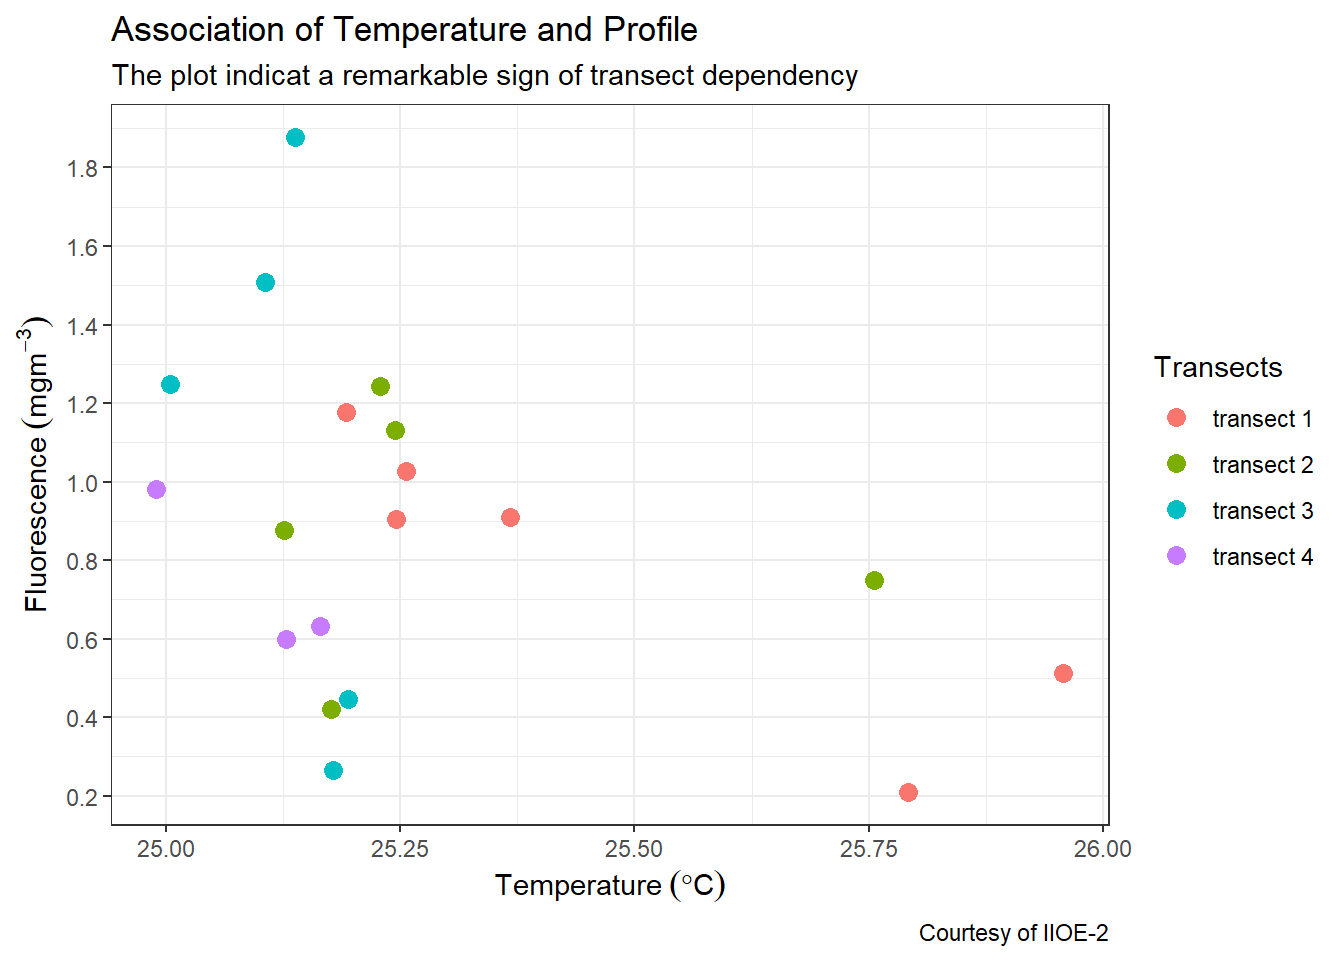 Association of Temperature and Profile
The plot indicat a remarkable sign of transect dependency
1.8
1.6
1.4
1.2
1.0
0.8
0.6
0.4
0.2
Fluorescence (mgm⁻³)
25.00 25.25 25.50 25.75 26.00
Temperature (°C)
Transects
transect 1
transect 2
transect 3
transect 4
Courtesy of IIOE-2